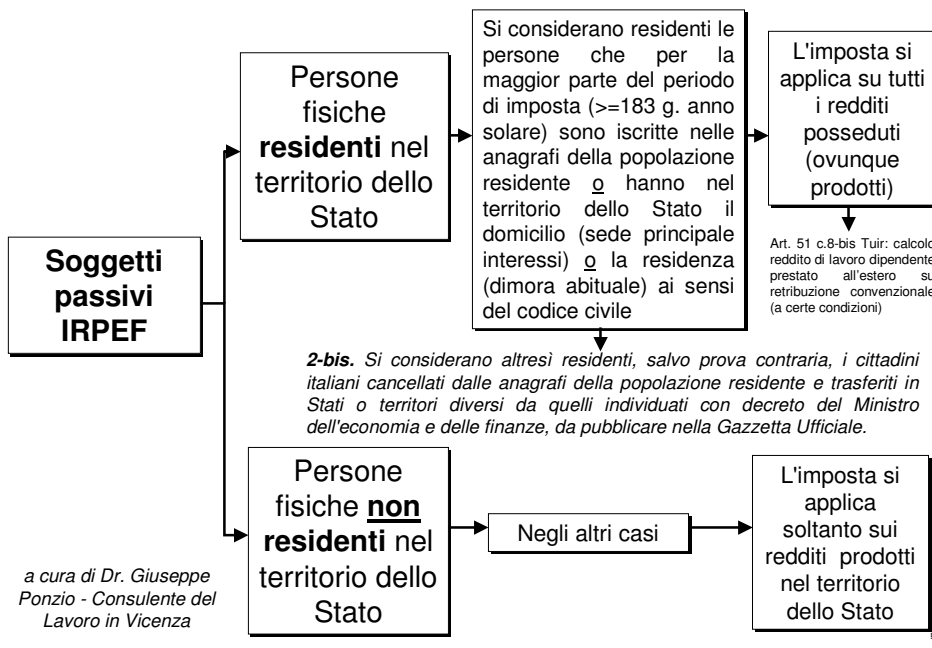 Soggetti
passivi
IRPEF
Persone
fisiche
residenti nel
territorio dello
Stato
Si considerano residenti le
persone che per la
maggior parte del periodo
di imposta (>=183 g. anno
solare) sono iscritte nelle
anagrafi della popolazione
residente o hanno nel
territorio dello Stato il
domicilio (sede principale
interessi) o la residenza
(dimora abituale) ai sensi
del codice civile
L'imposta si
applica su tutti
i redditi
posseduti
(ovunque
prodotti)
Art. 51 c.8-bis Tuir: calcolo
reddito di lavoro dipendente
prestato all'estero su
retribuzione convenzionale
(a certe condizioni)
2-bis. Si considerano altresì residenti, salvo prova contraria, i cittadini
italiani cancellati dalle anagrafi della popolazione residente e trasferiti in
Stati o territori diversi da quelli individuati con decreto del Ministro
dell'economia e delle finanze, da pubblicare nella Gazzetta Ufficiale.
Persone
fisiche non
residenti nel
territorio dello
Stato
Negli altri casi
L'imposta si
applica
soltanto sui
redditi prodotti
nel territorio
dello Stato
a cura di Dr. Giuseppe
Ponzio - Consulente del
Lavoro in Vicenza